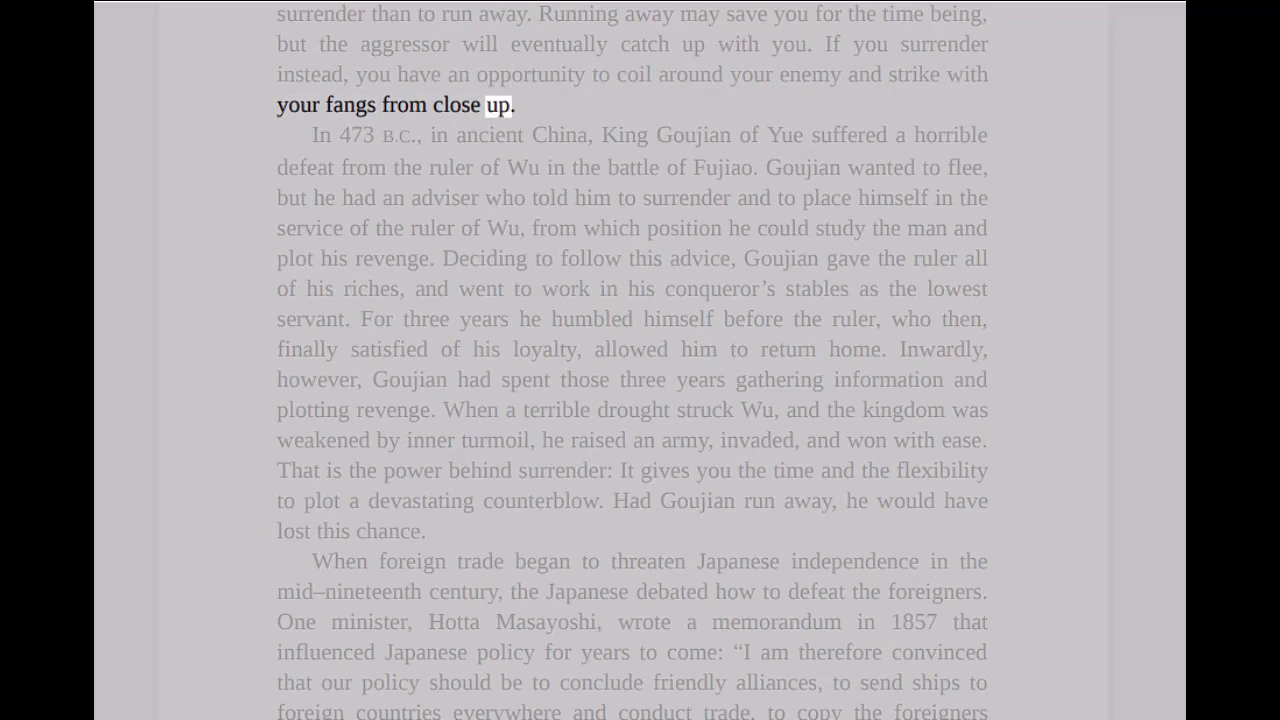 surrender than to run away. Running away may save you for the time being,
but the aggressor will eventually catch up with you. If you surrender
instead, you have an opportunity to coil around your enemy and strike with
your fangs from close up.
In 473 B.C., in ancient China, King Goujian of Yue suffered a horrible
defeat from the ruler of Wu in the battle of Fujiao. Goujian wanted to flee,
but he had an adviser who told him to surrender and to place himself in the
service of the ruler of Wu, from which position he could study the man and
plot his revenge. Deciding to follow this advice, Goujian gave the ruler all
of his riches, and went to work in his conqueror’s stables as the lowest
servant. For three years he humbled himself before the ruler, who then,
finally satisfied of his loyalty, allowed him to return home. Inwardly,
however, Goujian had spent those three years gathering information and
plotting revenge. When a terrible drought struck Wu, and the kingdom was
weakened by inner turmoil, he raised an army, invaded, and won with ease.
That is the power behind surrender: It gives you the time and the flexibility
to plot a devastating counterblow. Had Goujian run away, he would have
lost this chance.
When foreign trade began to threaten Japanese independence in the
mid–nineteenth century, the Japanese debated how to defeat the foreigners.
One minister, Hotta Masayoshi, wrote a memorandum in 1857 that
influenced Japanese policy for years to come: “I am therefore convinced
that our policy should be to conclude friendly alliances, to send ships to
foreign countries everywhere and conduct trade, to copy the foreigners